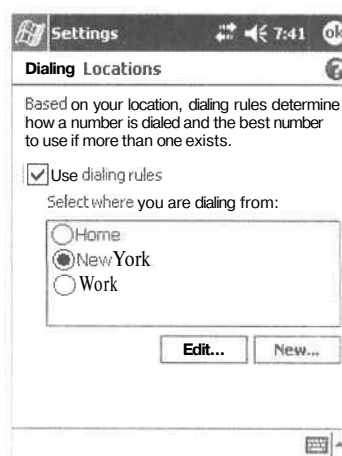 Settings 7:41 ok
Dialing Locations
Based on your location, dialing rules determine
how a number is dialed and the best number
to use if more than one exists.
Use dialing rules
Select where you are dialing from:
Home
New York
Work
Edit... New...